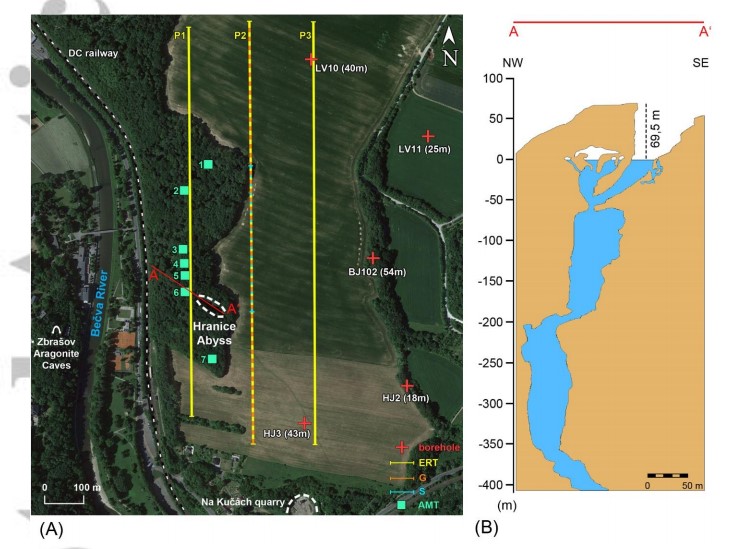 DC railway
P1
P2
P3
N
LV10 (40m)
LV11 (25m)
1
2
3
4
5
6
7
A
A'
BJ102 (54m)
Hranice
Abyss
Bečva River
Zbrašov
Aragonite
Caves
HJ2 (18m)
HJ3 (43m)
borehole
ERT
G
S
AMT
0 100 m
Na Kučách quarry
(A)
A A'
NW SE
69,5 m
100
50
0
-50
-100
-150
-200
-250
-300
-350
-400
(m)
0 50 m
(B)